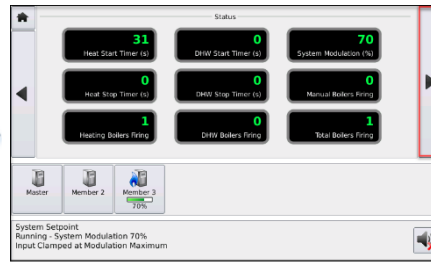 Status
31
Heat Start Timer (s)
0
DHW Start Timer (s)
70
System Modulation (%)
0
Heat Stop Timer (s)
0
DHW Stop Timer (s)
0
Manual Boilers Firing
1
Heating Boilers Firing
0
DHW Boilers Firing
1
Total Boilers Firing
Master
Member 2
Member 3
70%
System Setpoint
Running - System Modulation 70%
Input Clamped at Modulation Maximum